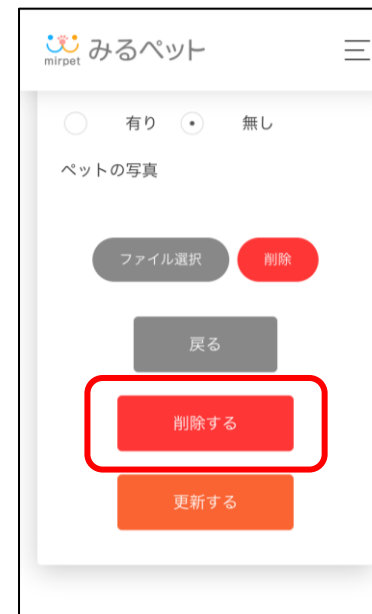 mirpet みるペット
有り 無し
ペットの写真
ファイル選択 削除
戻る
削除する
更新する